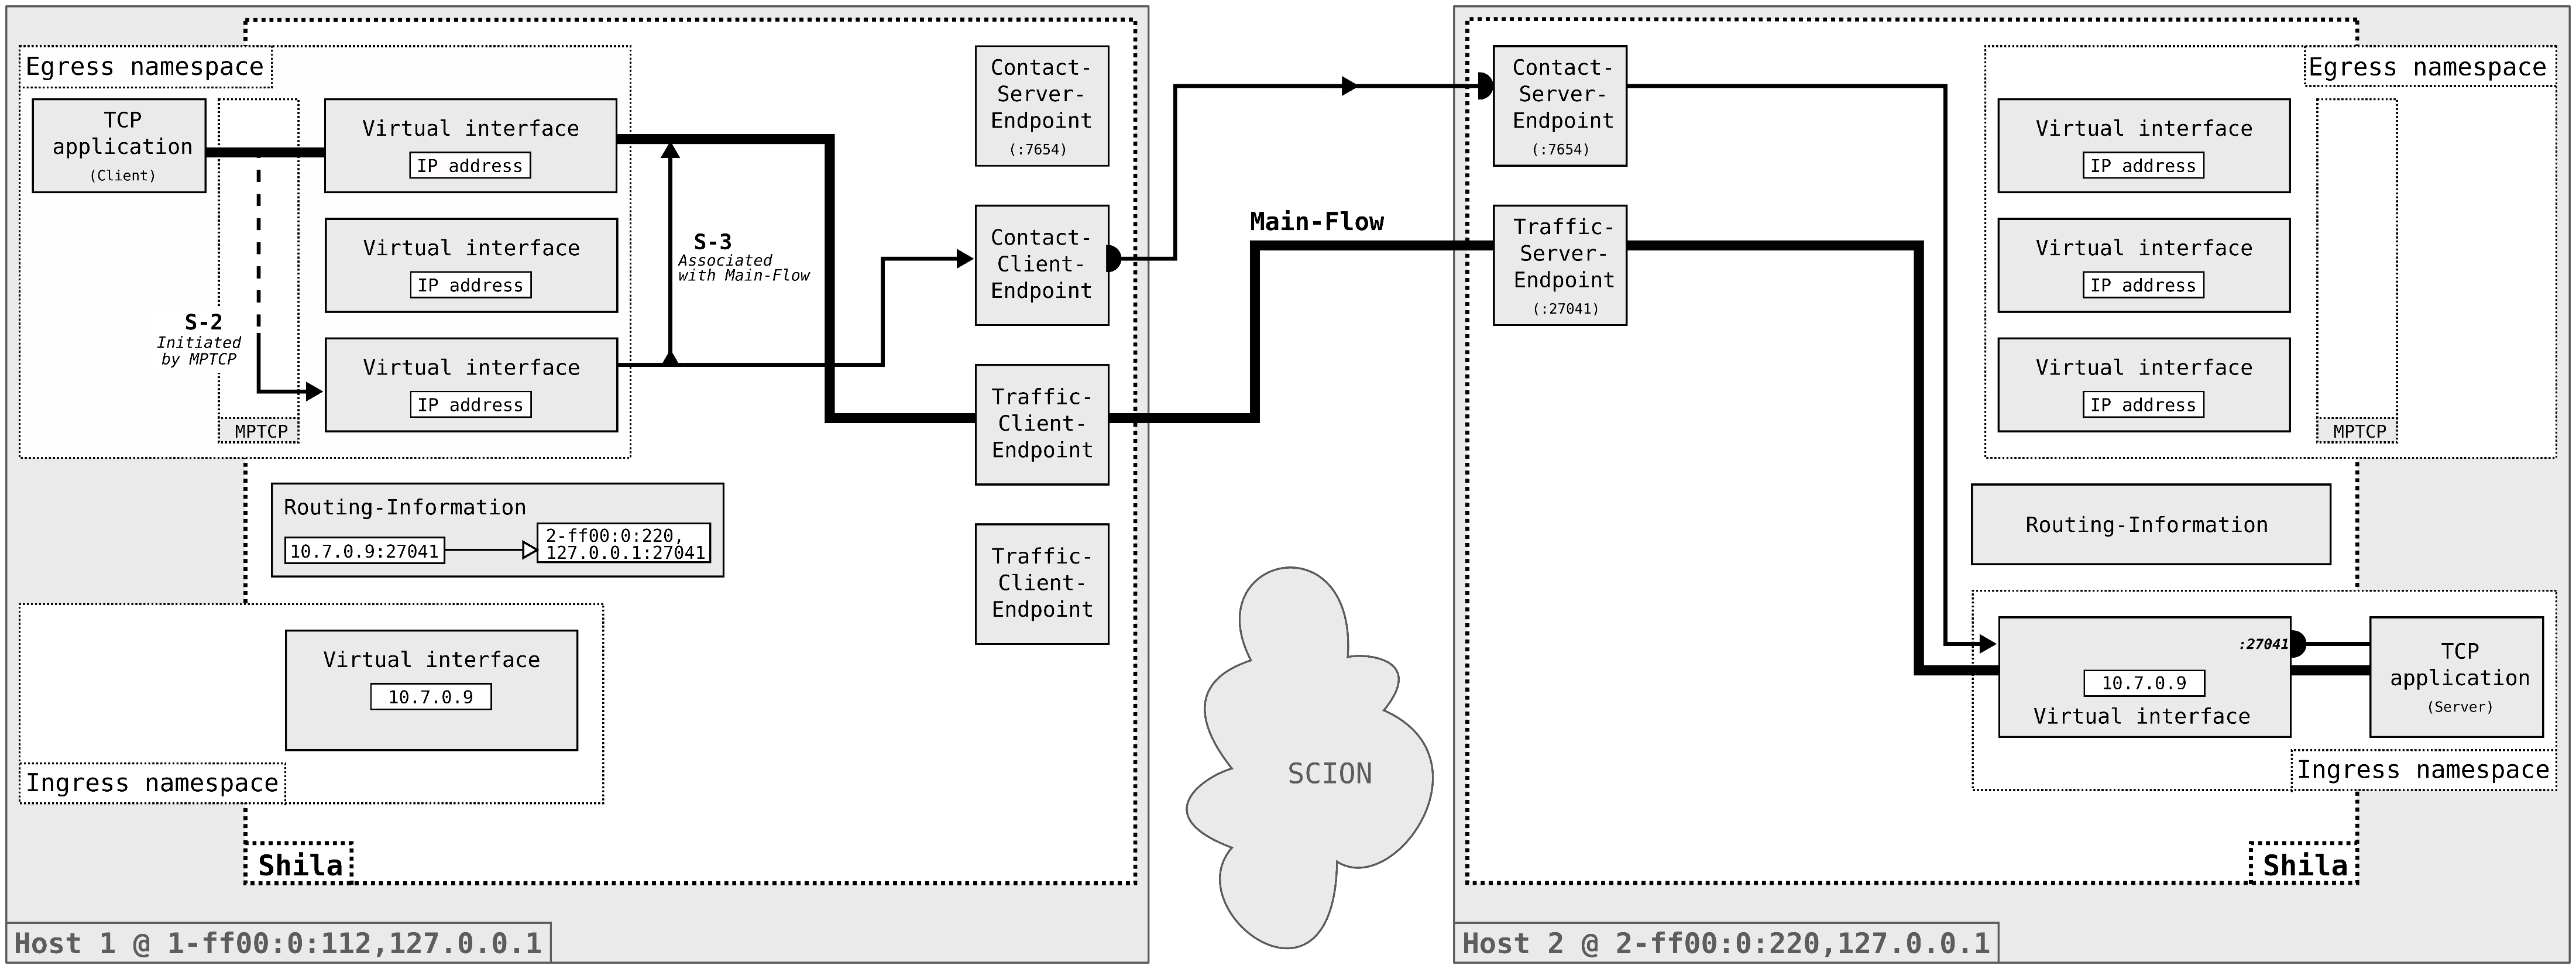 Egress namespace
TCP
application
(Client)
Virtual interface
IP address
Virtual interface
IP address
Virtual interface
IP address
S-2
Initiated
by MPTCP
MPTCP
S-3
Associated
with Main-Flow
Routing-Information
10.7.0.9:27041
2-ff00:0:220,
127.0.0.1:27041
Virtual interface
10.7.0.9
Ingress namespace
Shila
Host 1 @ 1-ff00:0:112,127.0.0.1
Contact-
Server-
Endpoint
(:7654)
Contact-
Client-
Endpoint
Traffic-
Client-
Endpoint
Traffic-
Client-
Endpoint
Main-Flow
SCION
Contact-
Server-
Endpoint
(:7654)
Traffic-
Server-
Endpoint
(:27041)
Egress namespace
Virtual interface
IP address
Virtual interface
IP address
Virtual interface
IP address
MPTCP
Routing-Information
:27041
10.7.0.9
Virtual interface
TCP
application
(Server)
Ingress namespace
Shila
Host 2 @ 2-ff00:0:220,127.0.0.1